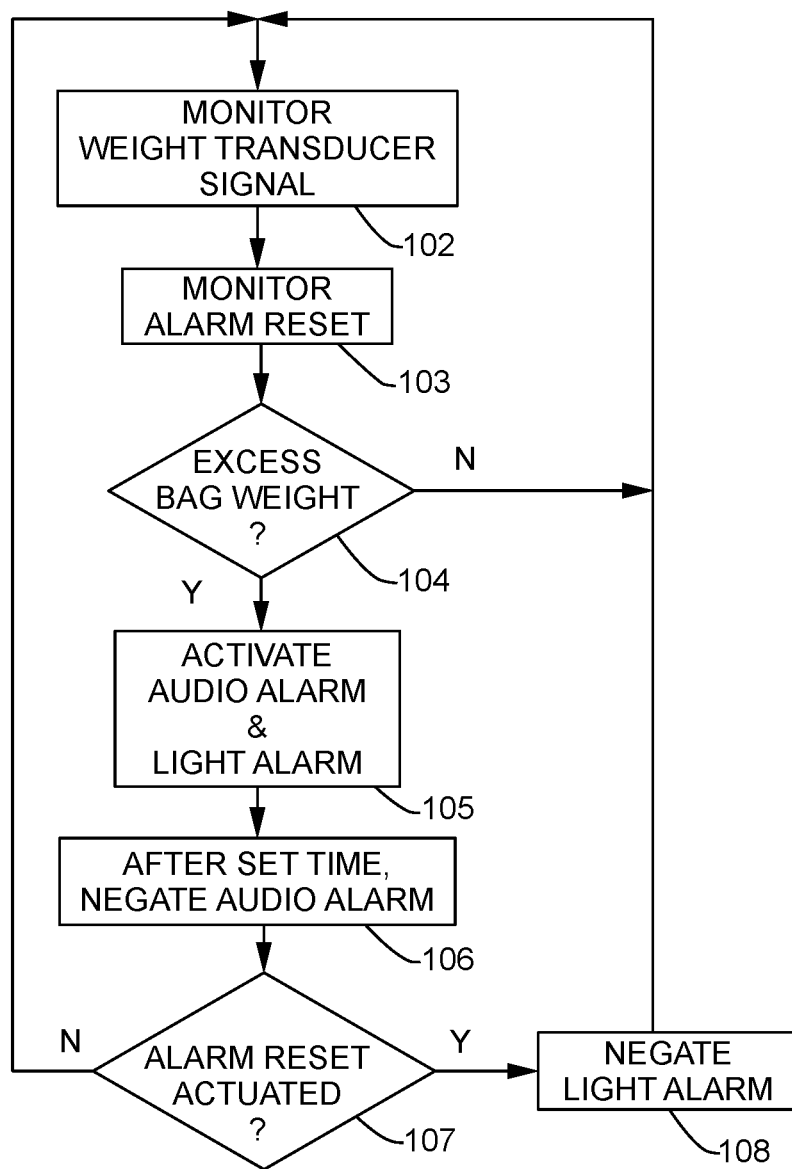 MONITOR
WEIGHT TRANSDUCER
SIGNAL
102
MONITOR
ALARM RESET
103
EXCESS
BAG WEIGHT
?
N
104
Y
ACTIVATE
AUDIO ALARM
&
LIGHT ALARM
105
AFTER SET TIME,
NEGATE AUDIO ALARM
106
N
ALARM RESET
ACTUATED
?
Y
107
NEGATE
LIGHT ALARM
108